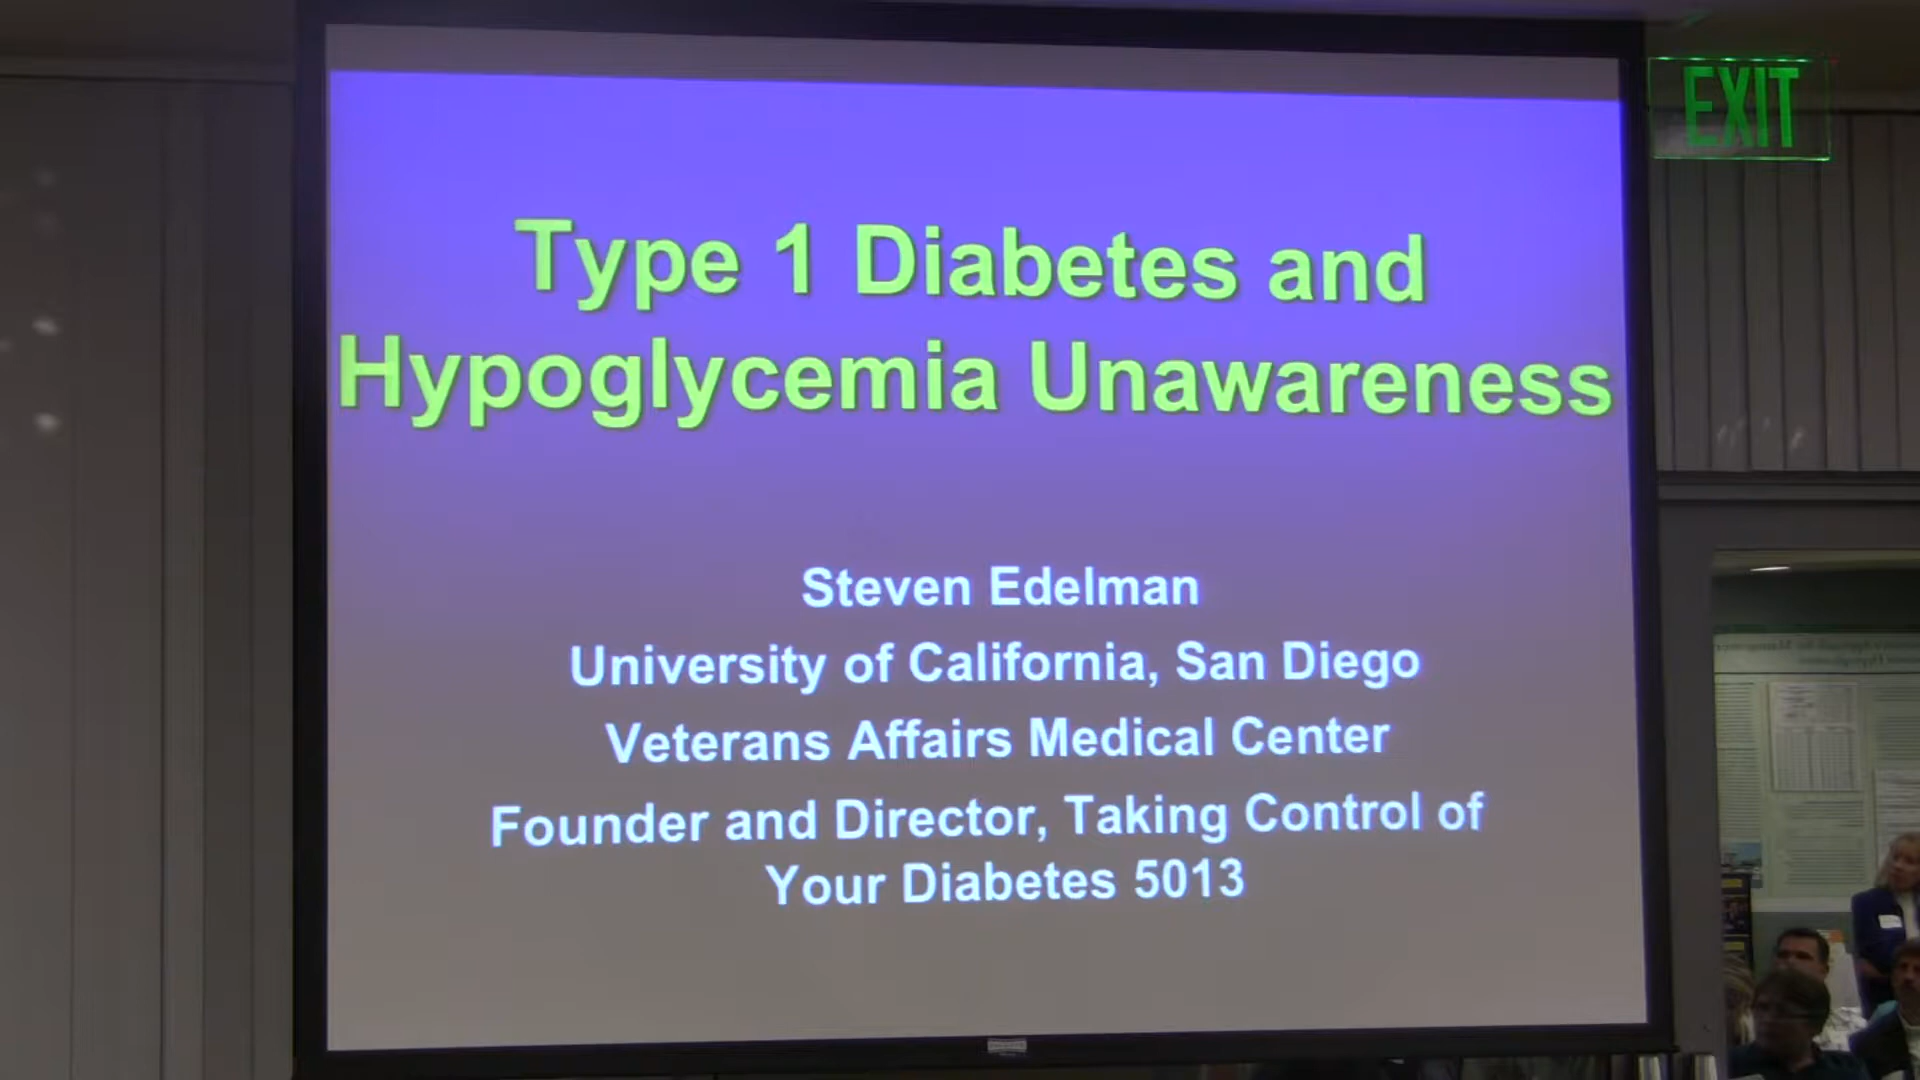 EXIT
Type 1 Diabetes and
Hypoglycemia Unawareness
Steven Edelman
University of California, San Diego
Veterans Affairs Medical Center
Founder and Director, Taking Control of
Your Diabetes 5013